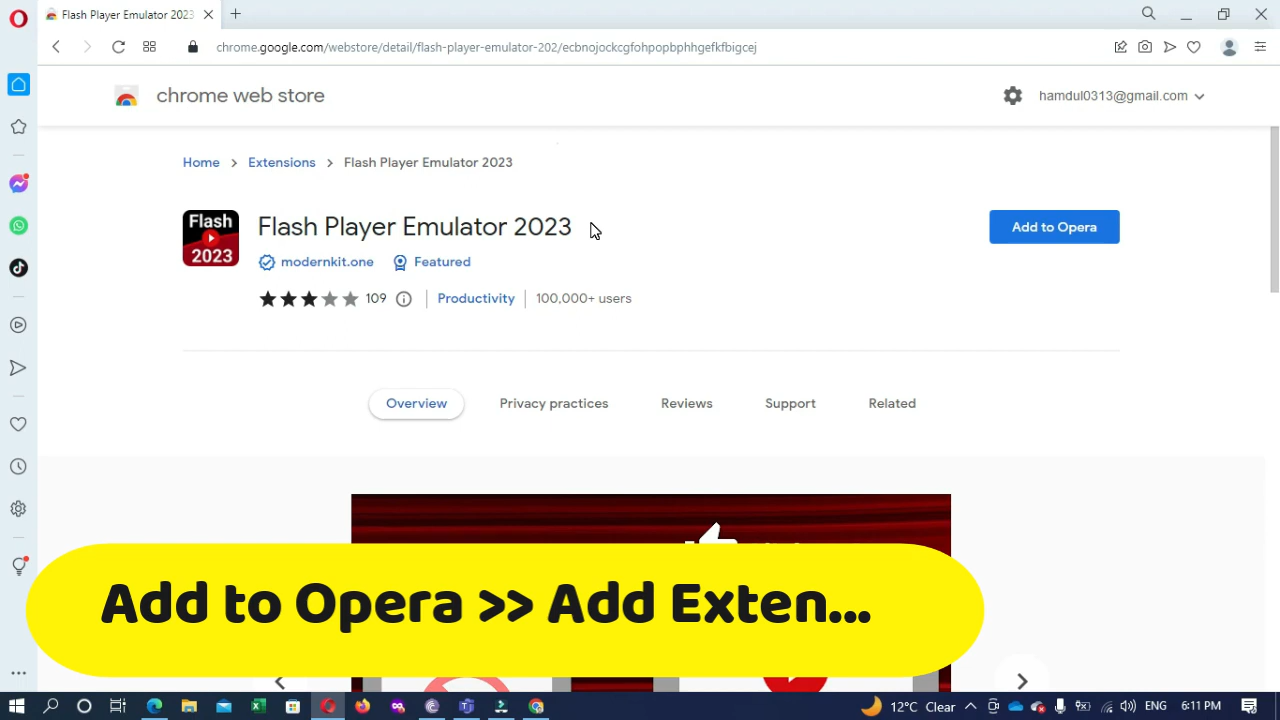 Flash Player Emulator 2023
chrome.google.com/webstore/detail/flash-player-emulator-202/ecbnojockcgfohpopbphhgefkfbigcej
chrome web store
hamdul0313@gmail.com
Home > Extensions > Flash Player Emulator 2023
Flash
2023
Flash Player Emulator 2023
Add to Opera
modernkit.one
Featured
109
Productivity
100,000+ users
Overview
Privacy practices
Reviews
Support
Related
Add to Opera >> Add Exten...
12°C Clear
ENG
6:11 PM